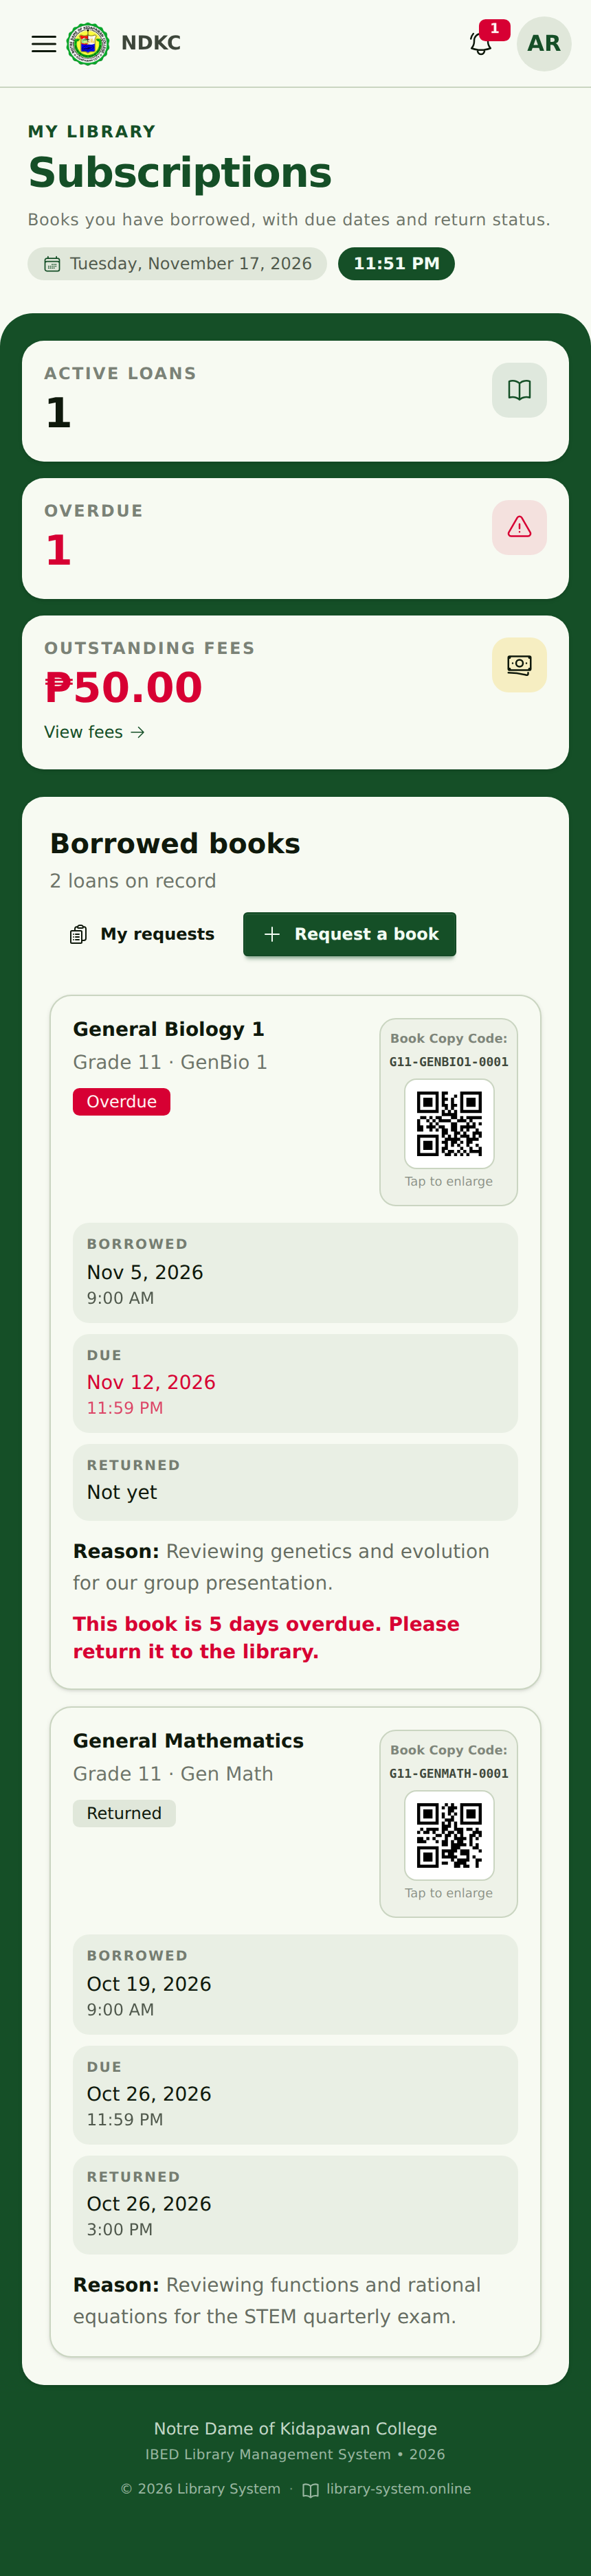 NDKC
1
AR
MY LIBRARY
Subscriptions
Books you have borrowed, with due dates and return status.
Tuesday, November 17, 2026
11:51 PM
ACTIVE LOANS
1
OVERDUE
1
OUTSTANDING FEES
₱50.00
View fees →
Borrowed books
2 loans on record
My requests
Request a book
General Biology 1
Grade 11 · GenBio 1
Overdue
Book Copy Code:
G11-GENBIO1-0001
Tap to enlarge
BORROWED
Nov 5, 2026
9:00 AM
DUE
Nov 12, 2026
11:59 PM
RETURNED
Not yet
Reason: Reviewing genetics and evolution
for our group presentation.
This book is 5 days overdue. Please
return it to the library.
General Mathematics
Grade 11 · Gen Math
Returned
Book Copy Code:
G11-GENMATH-0001
Tap to enlarge
BORROWED
Oct 19, 2026
9:00 AM
DUE
Oct 26, 2026
11:59 PM
RETURNED
Oct 26, 2026
3:00 PM
Reason: Reviewing functions and rational
equations for the STEM quarterly exam.
Notre Dame of Kidapawan College
IBED Library Management System • 2026
© 2026 Library System · library-system.online